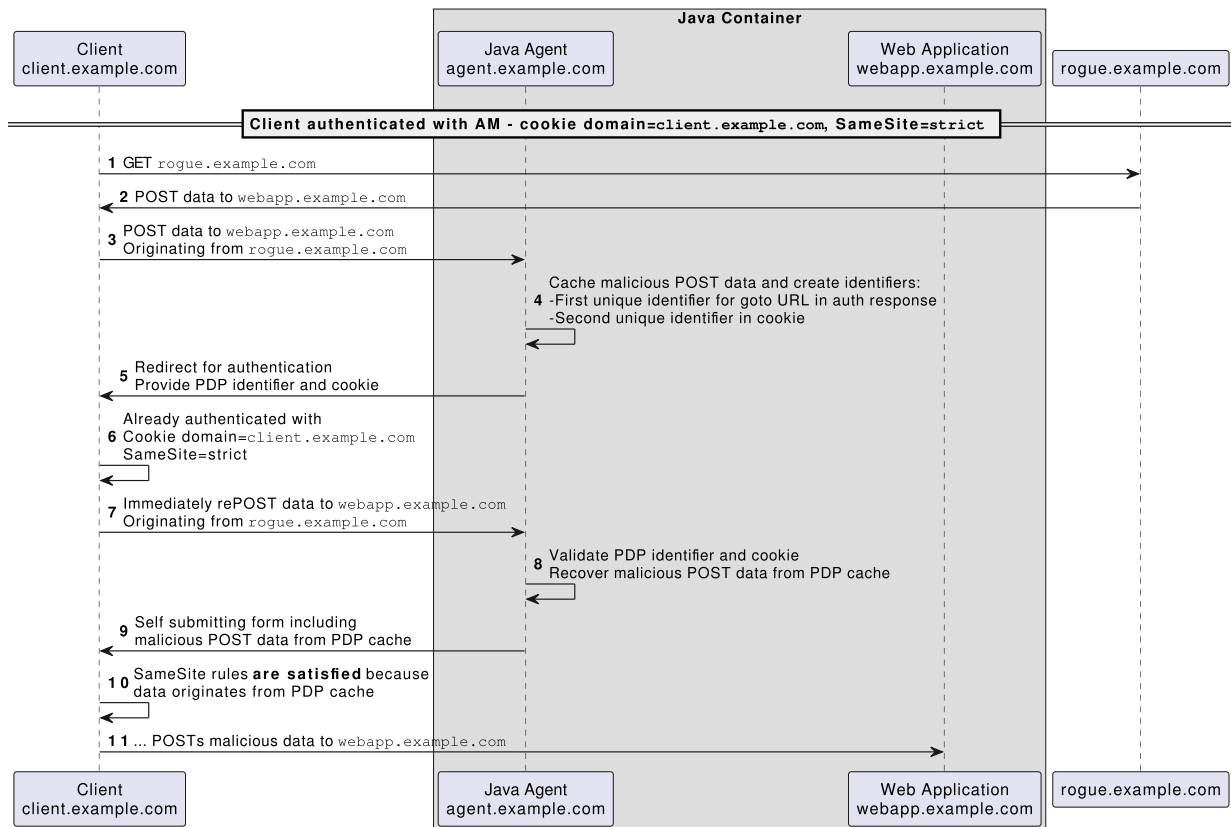 Java Container
Client
client.example.com
Java Agent
agent.example.com
Web Application
webapp.example.com
rogue.example.com
Client authenticated with AM - cookie domain=client.example.com, SameSite=strict
1 GET rogue.example.com
2 POST data to webapp.example.com
3 POST data to webapp.example.com
Originating from rogue.example.com
Cache malicious POST data and create identifiers:
4 -First unique identifier for goto URL in auth response
-Second unique identifier in cookie
5 Redirect for authentication
Provide PDP identifier and cookie
Already authenticated with
6 Cookie domain=client.example.com
SameSite=strict
7 Immediately rePOST data to webapp.example.com
Originating from rogue.example.com
8 Validate PDP identifier and cookie
Recover malicious POST data from PDP cache
9 Self submitting form including
malicious POST data from PDP cache
10 SameSite rules are satisfied because
data originates from PDP cache
11 ... POSTs malicious data to webapp.example.com
Client
client.example.com
Java Agent
agent.example.com
Web Application
webapp.example.com
rogue.example.com